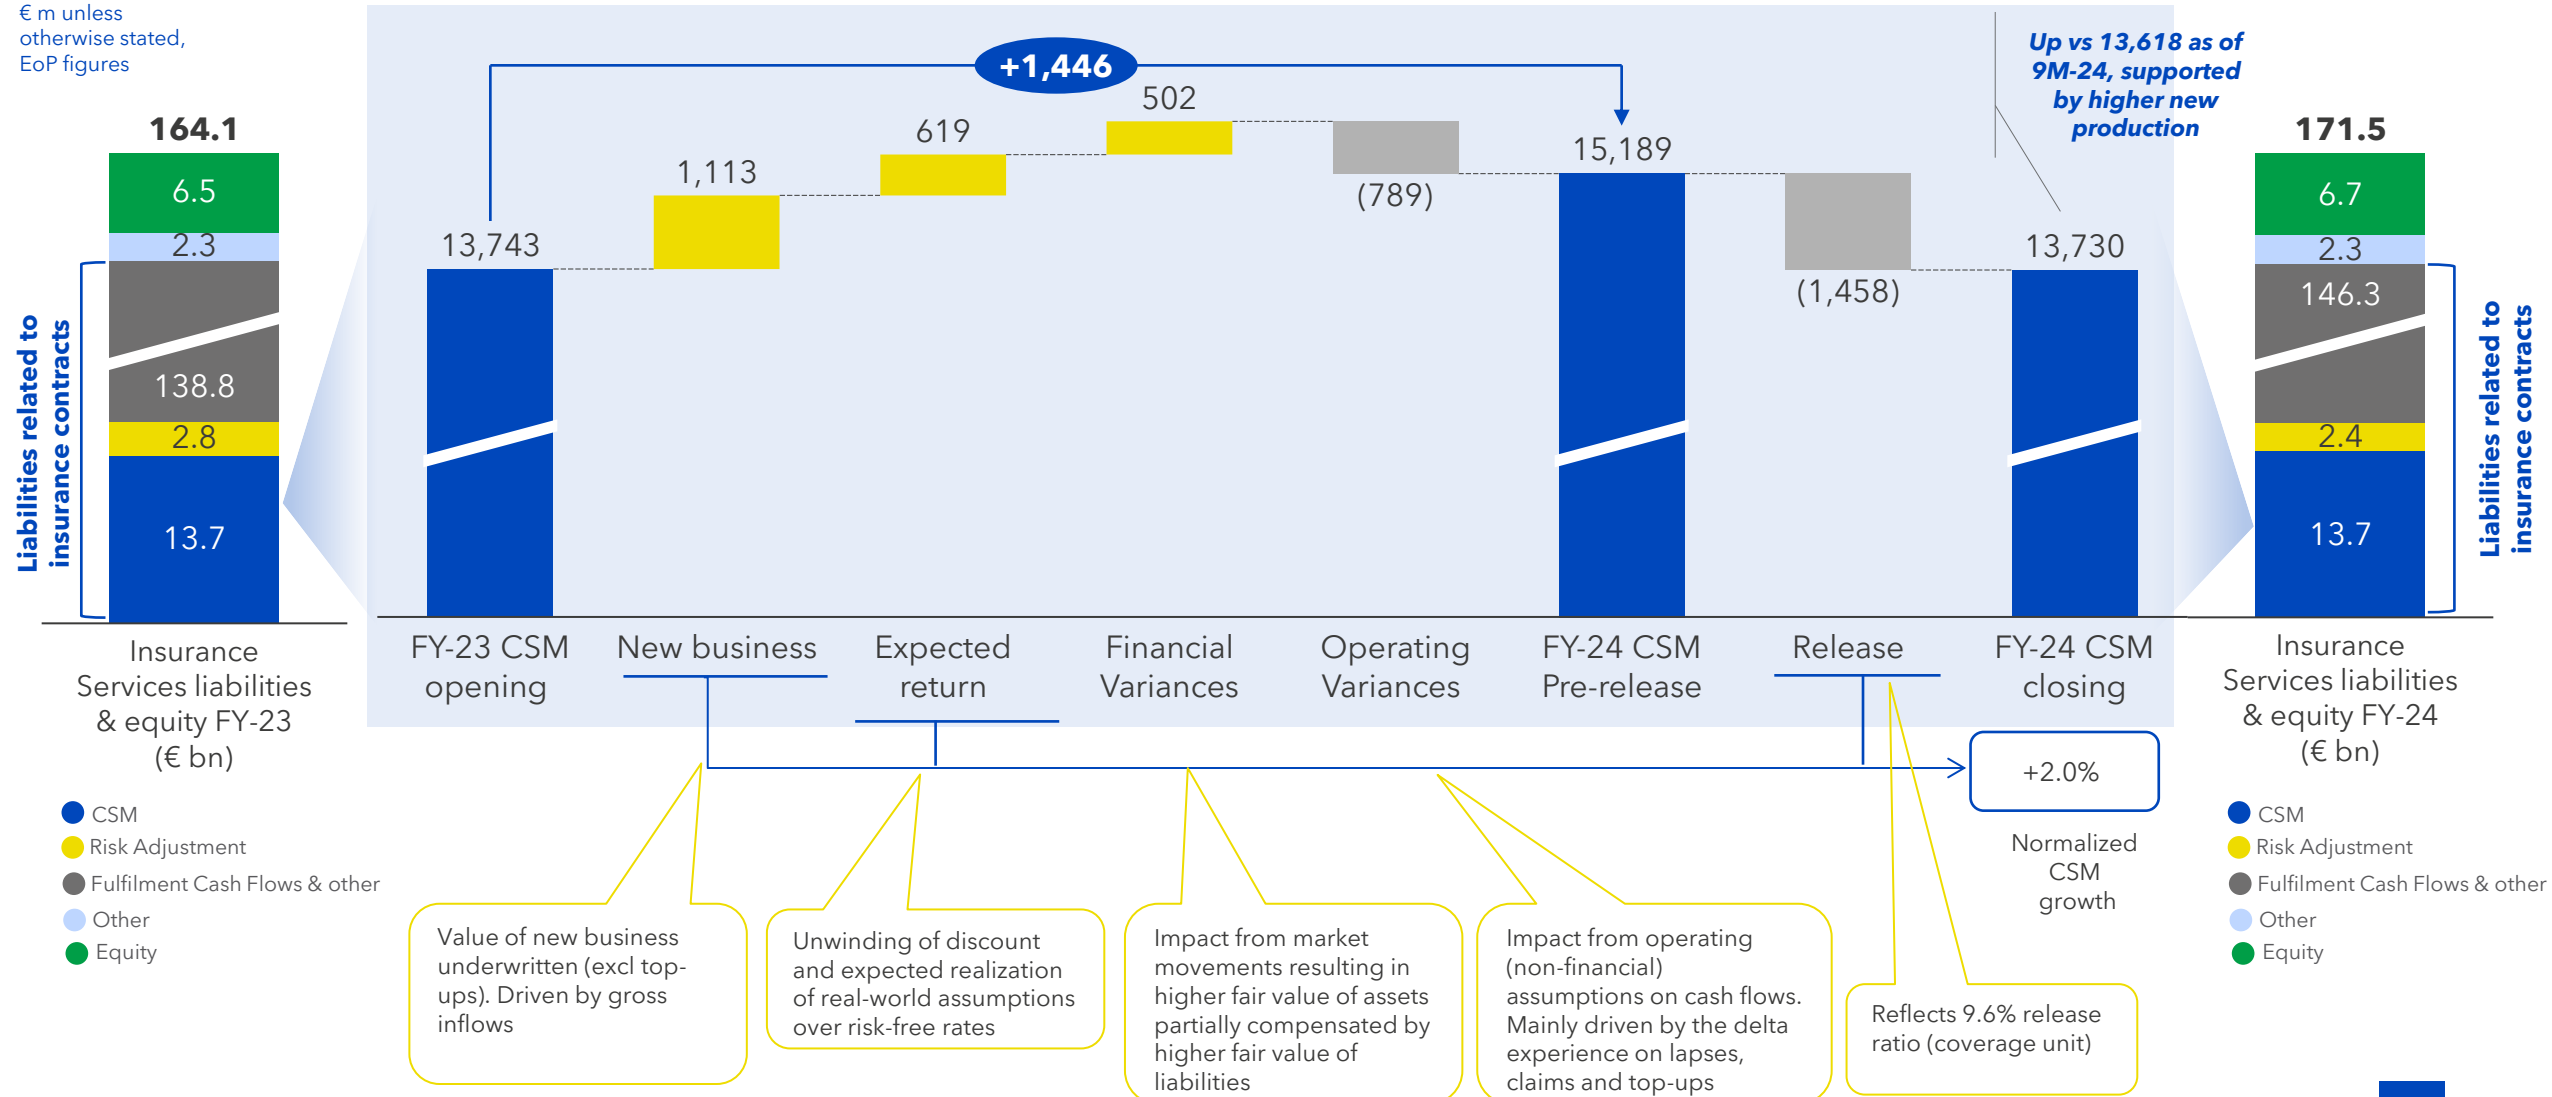 € m unless
otherwise stated,
EoP figures
164.1
6.5
2.3
138.8
2.8
13.7
Liabilities related to
insurance contracts
Insurance
Services liabilities
& equity FY-23
(€ bn)
CSM
Risk Adjustment
Fulfilment Cash Flows & other
Other
Equity
+1,446
13,743
1,113
619
502
(789)
15,189
(1,458)
13,730
Up vs 13,618 as of
9M-24, supported
by higher new
production
FY-23 CSM
opening
New business
Expected
return
Financial
Variances
Operating
Variances
FY-24 CSM
Pre-release
Release
FY-24 CSM
closing
+2.0%
Normalized
CSM
growth
Value of new business
underwritten (excl top-
ups). Driven by gross
inflows
Unwinding of discount
and expected realization
of real-world assumptions
over risk-free rates
Impact from market
movements resulting in
higher fair value of assets
partially compensated by
higher fair value of
liabilities
Impact from operating
(non-financial)
assumptions on cash flows.
Mainly driven by the delta
experience on lapses,
claims and top-ups
Reflects 9.6% release
ratio (coverage unit)
171.5
6.7
2.3
146.3
2.4
13.7
Liabilities related to
insurance contracts
Insurance
Services liabilities
& equity FY-24
(€ bn)
CSM
Risk Adjustment
Fulfilment Cash Flows & other
Other
Equity